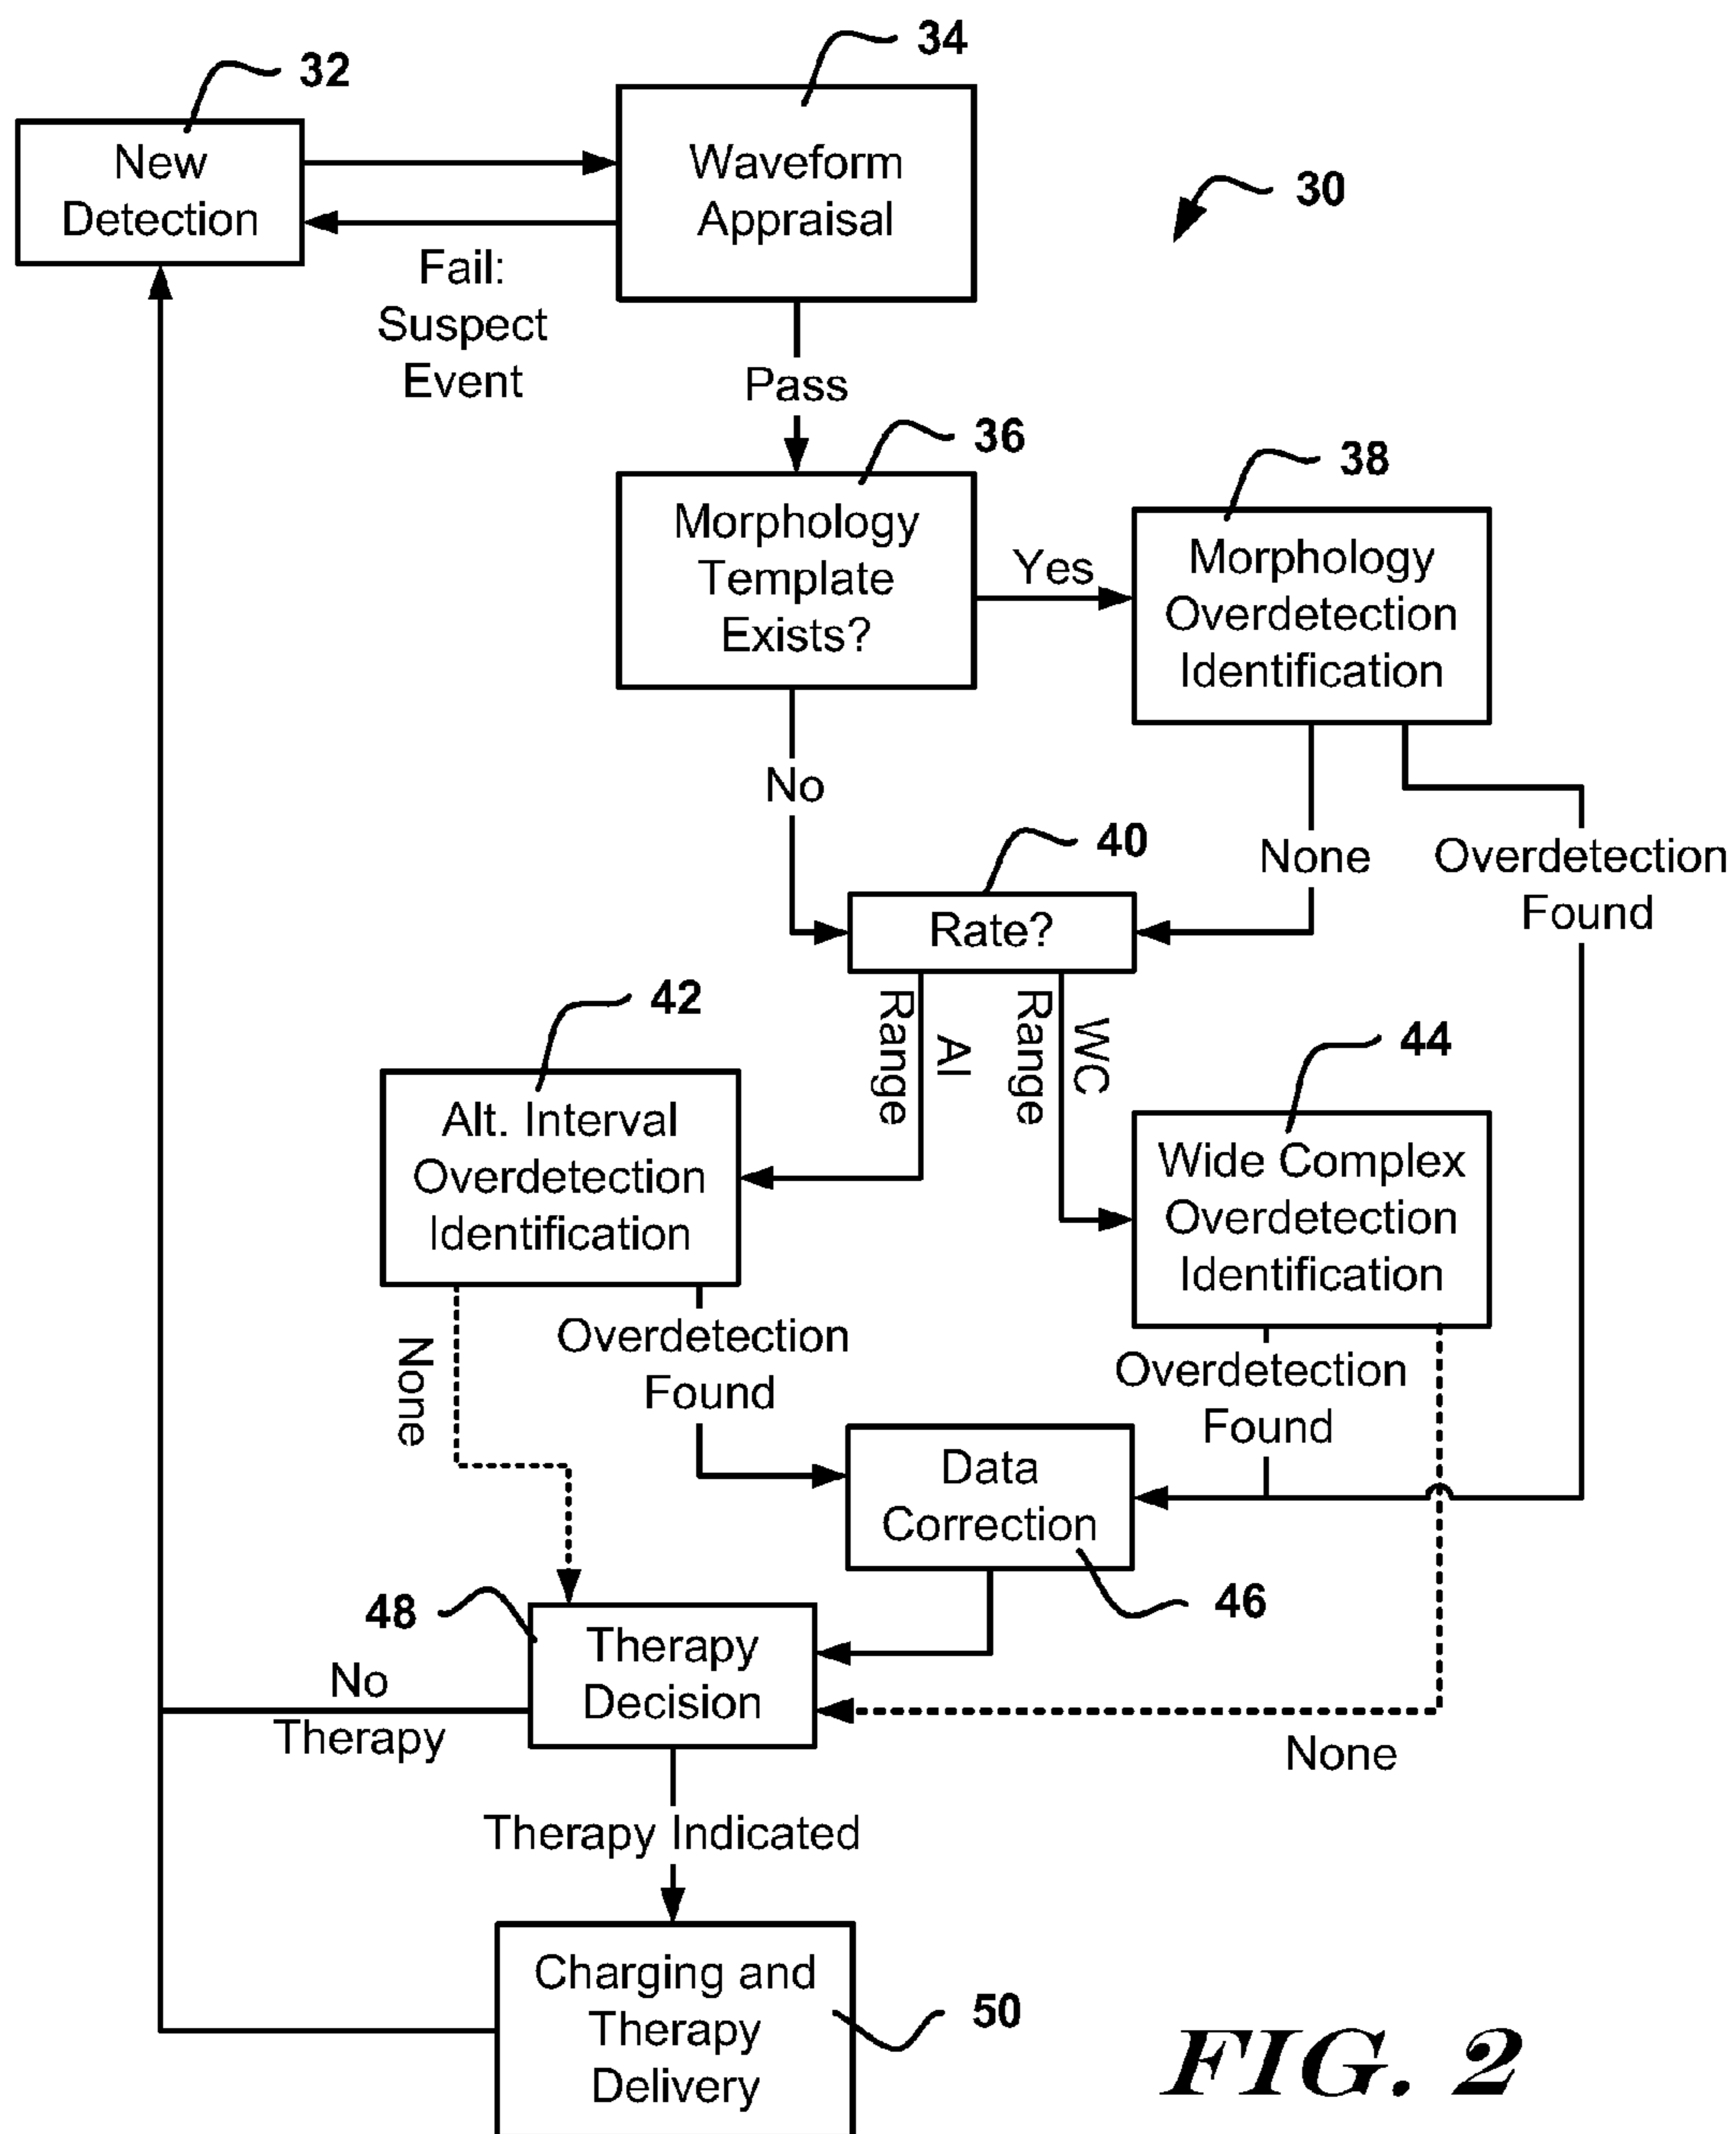 34
32
New
Detection
Waveform
Appraisal
30
Fail:
Suspect
Event
Pass
36
38
Morphology
Template
Exists?
Yes
Morphology
Overdetection
Identification
No
40
None
Overdetection
Found
Rate?
42
AI
Range
WC
Range
44
Alt. Interval
Overdetection
Identification
Wide Complex
Overdetection
Identification
None
Overdetection
Found
Overdetection
Found
Data
Correction
46
48
Therapy
Decision
No
Therapy
None
Therapy Indicated
Charging and
Therapy
Delivery
50
FIG. 2